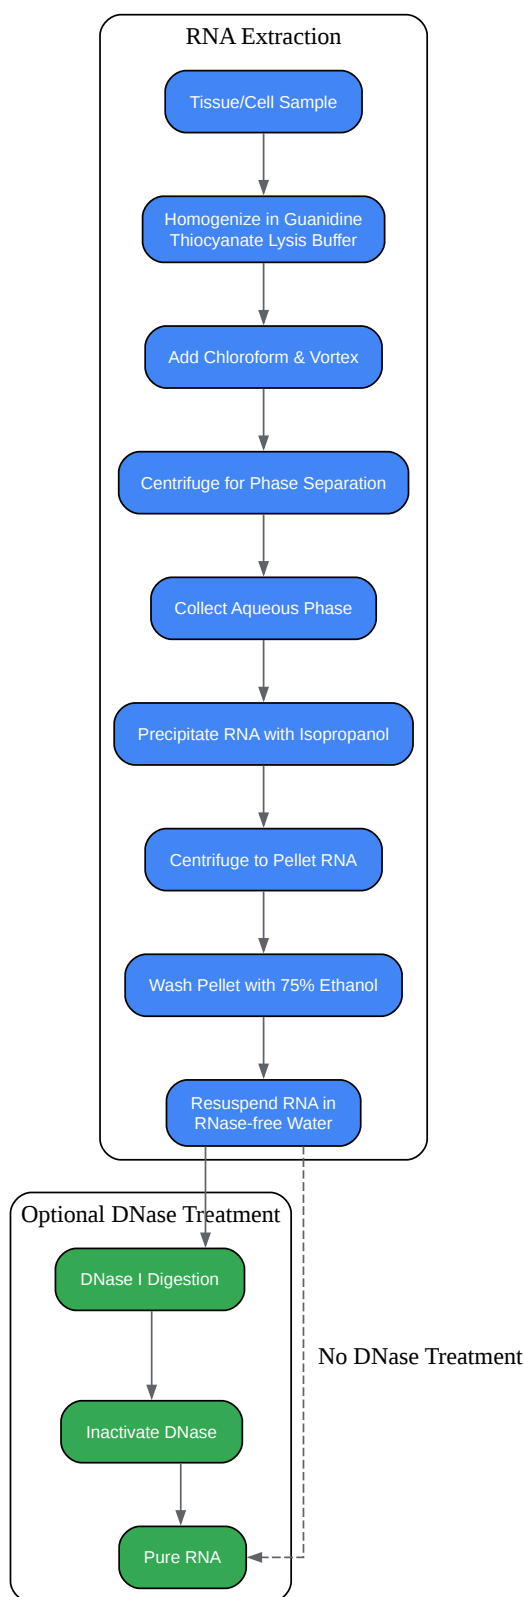 RNA Extraction
Tissue/Cell Sample
Homogenize in Guanidine
Thiocyanate Lysis Buffer
Add Chloroform & Vortex
Centrifuge for Phase Separation
Collect Aqueous Phase
Precipitate RNA with Isopropanol
Centrifuge to Pellet RNA
Wash Pellet with 75% Ethanol
Resuspend RNA in
RNase-free Water
Optional DNase Treatment
DNase I Digestion
No DNase Treatment
Inactivate DNase
Pure RNA